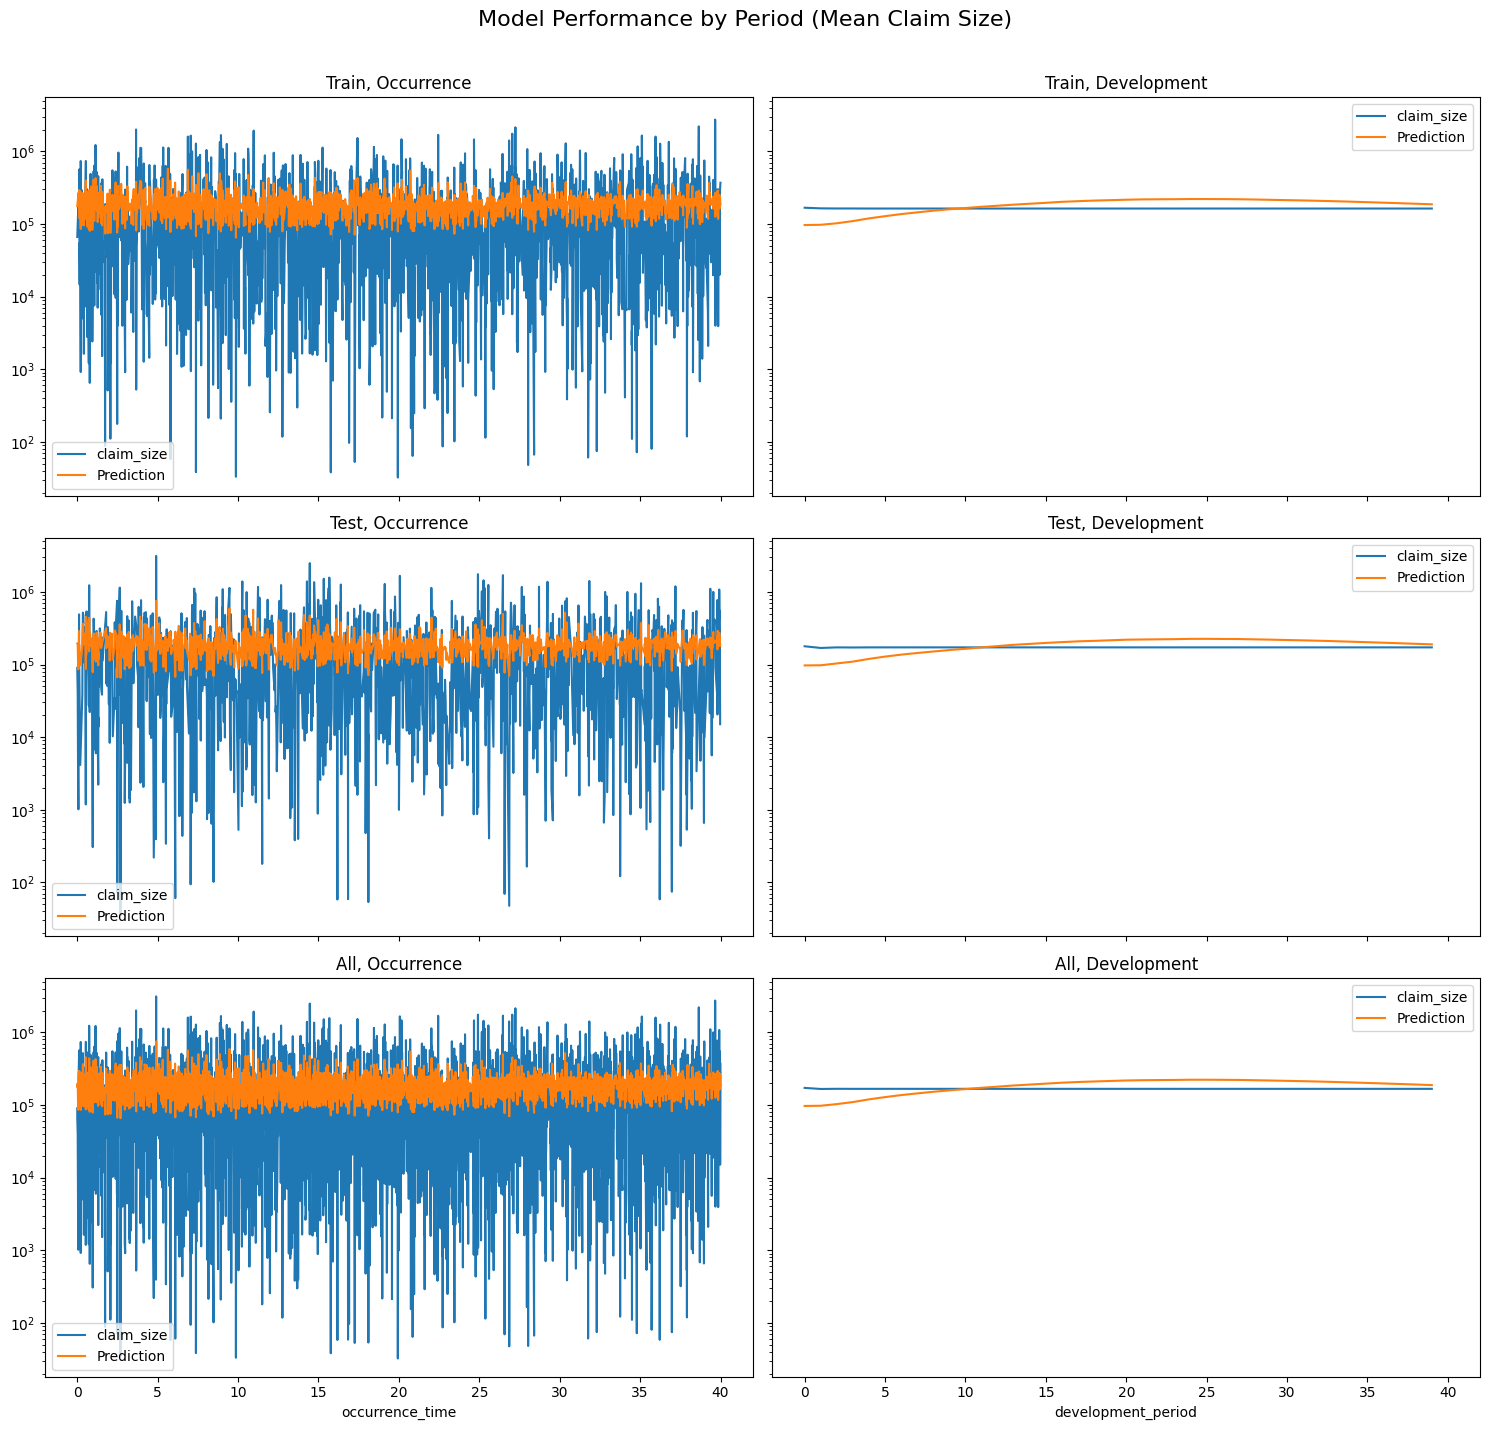 Model Performance by Period (Mean Claim Size)
Train, Occurrence
10^6
10^5
10^4
10^3
10^2
claim_size
Prediction
Train, Development
claim_size
Prediction
Test, Occurrence
10^6
10^5
10^4
10^3
10^2
claim_size
Prediction
Test, Development
claim_size
Prediction
All, Occurrence
10^6
10^5
10^4
10^3
10^2
claim_size
Prediction
0 5 10 15 20 25 30 35 40
occurrence_time
All, Development
claim_size
Prediction
0 5 10 15 20 25 30 35 40
development_period